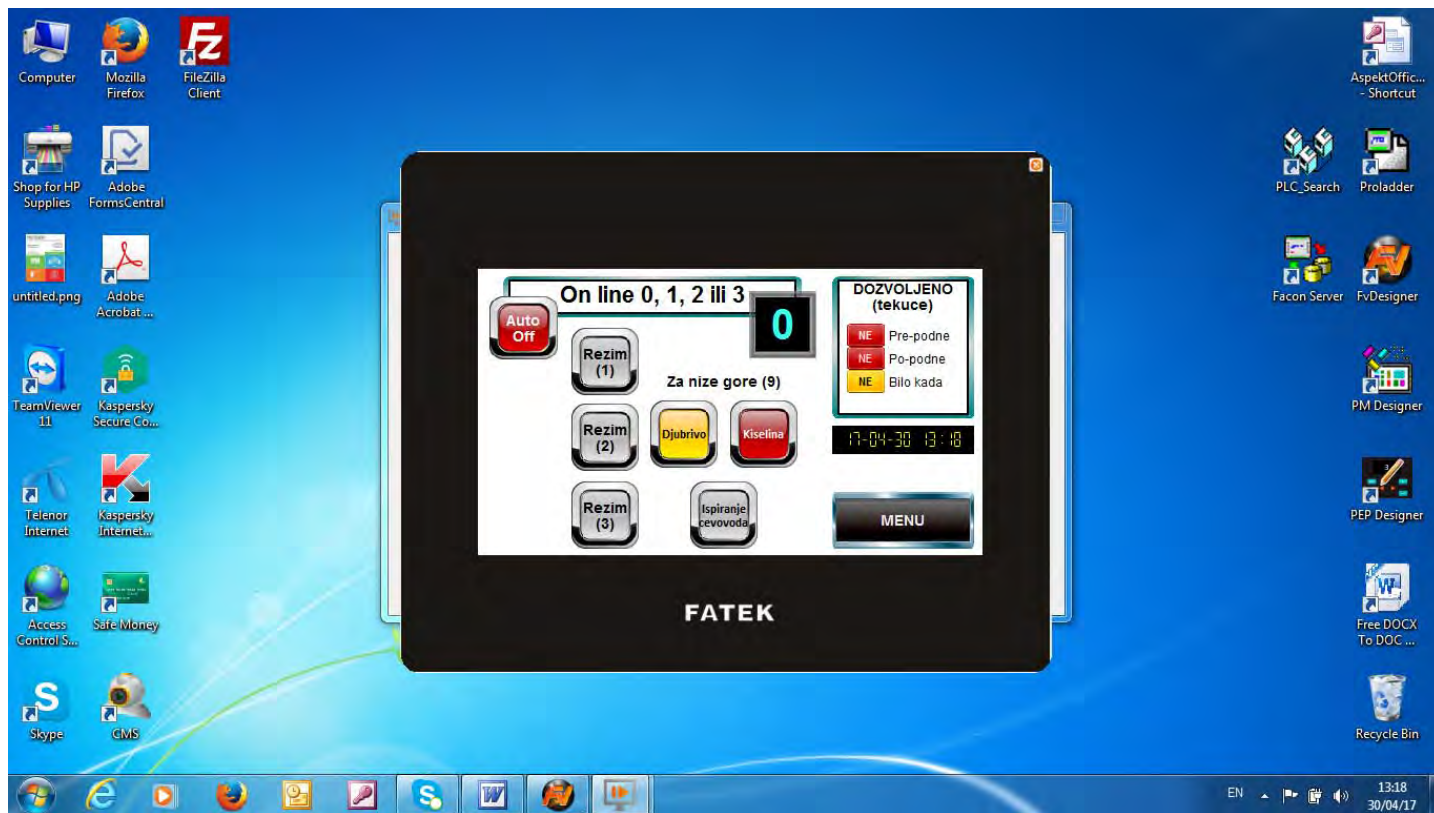 Computer
Mozilla
Firefox
FileZilla
Client
AspektOffic...
- Shortcut
Shop for HP
Supplies
Adobe
FormsCentral
PLC_Search
Proladder
untitled.png
Adobe
Acrobat ...
Facon Server
FvDesigner
TeamViewer
11
Kaspersky
Secure Co...
PM Designer
Telenor
Internet
Kaspersky
Internet...
PEP Designer
Access
Control S...
Safe Money
Free DOCX
To DOC ...
Skype
CMS
Recycle Bin
On line 0, 1, 2 ili 3
0
Auto
Off
Rezim
(1)
Za nize gore (9)
Rezim
(2)
Djubrivo
Kiselina
Rezim
(3)
Ispiranje
cevovoda
DOZVOLJENO
(tekuce)
NE Pre-podne
NE Po-podne
NE Bilo kada
17-04-30 13:18
MENU
FATEK
EN
13:18
30/04/17